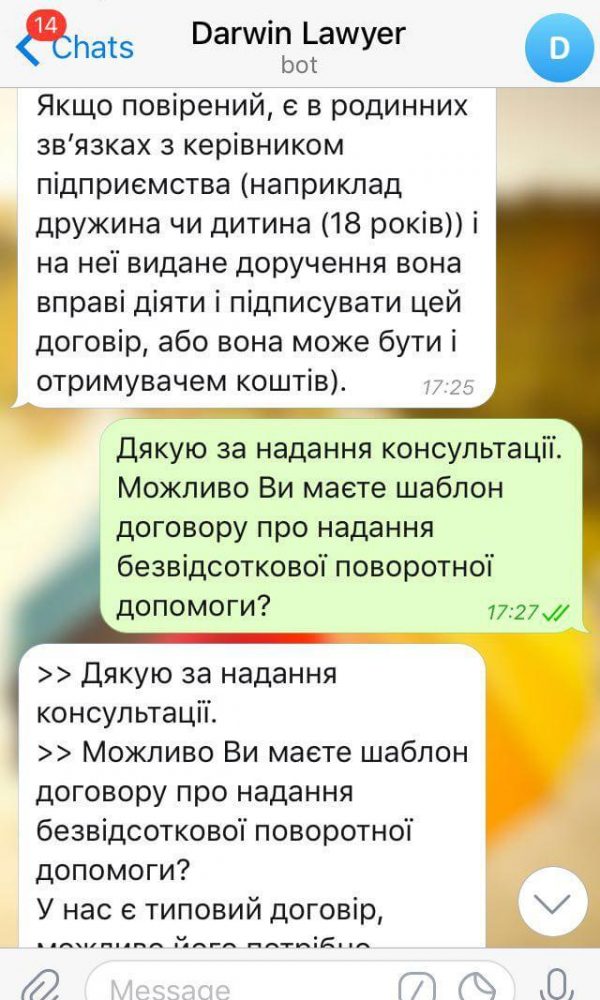 14
Chats
Darwin Lawyer
bot
D
Якщо повірений, є в родинних
зв’язках з керівником
підприємства (наприклад
дружина чи дитина (18 років)) і
на неї видане доручення вона
вправі діяти і підписувати цей
договір, або вона може бути і
отримувачем коштів).
17:25
Дякую за надання консультації.
Можливо Ви маєте шаблон
договору про надання
безвідсоткової поворотної
допомоги?
17:27
>> Дякую за надання
консультації.
>> Можливо Ви маєте шаблон
договору про надання
безвідсоткової поворотної
допомоги?
У нас є типовий договір,
можливо його потрібно
Message